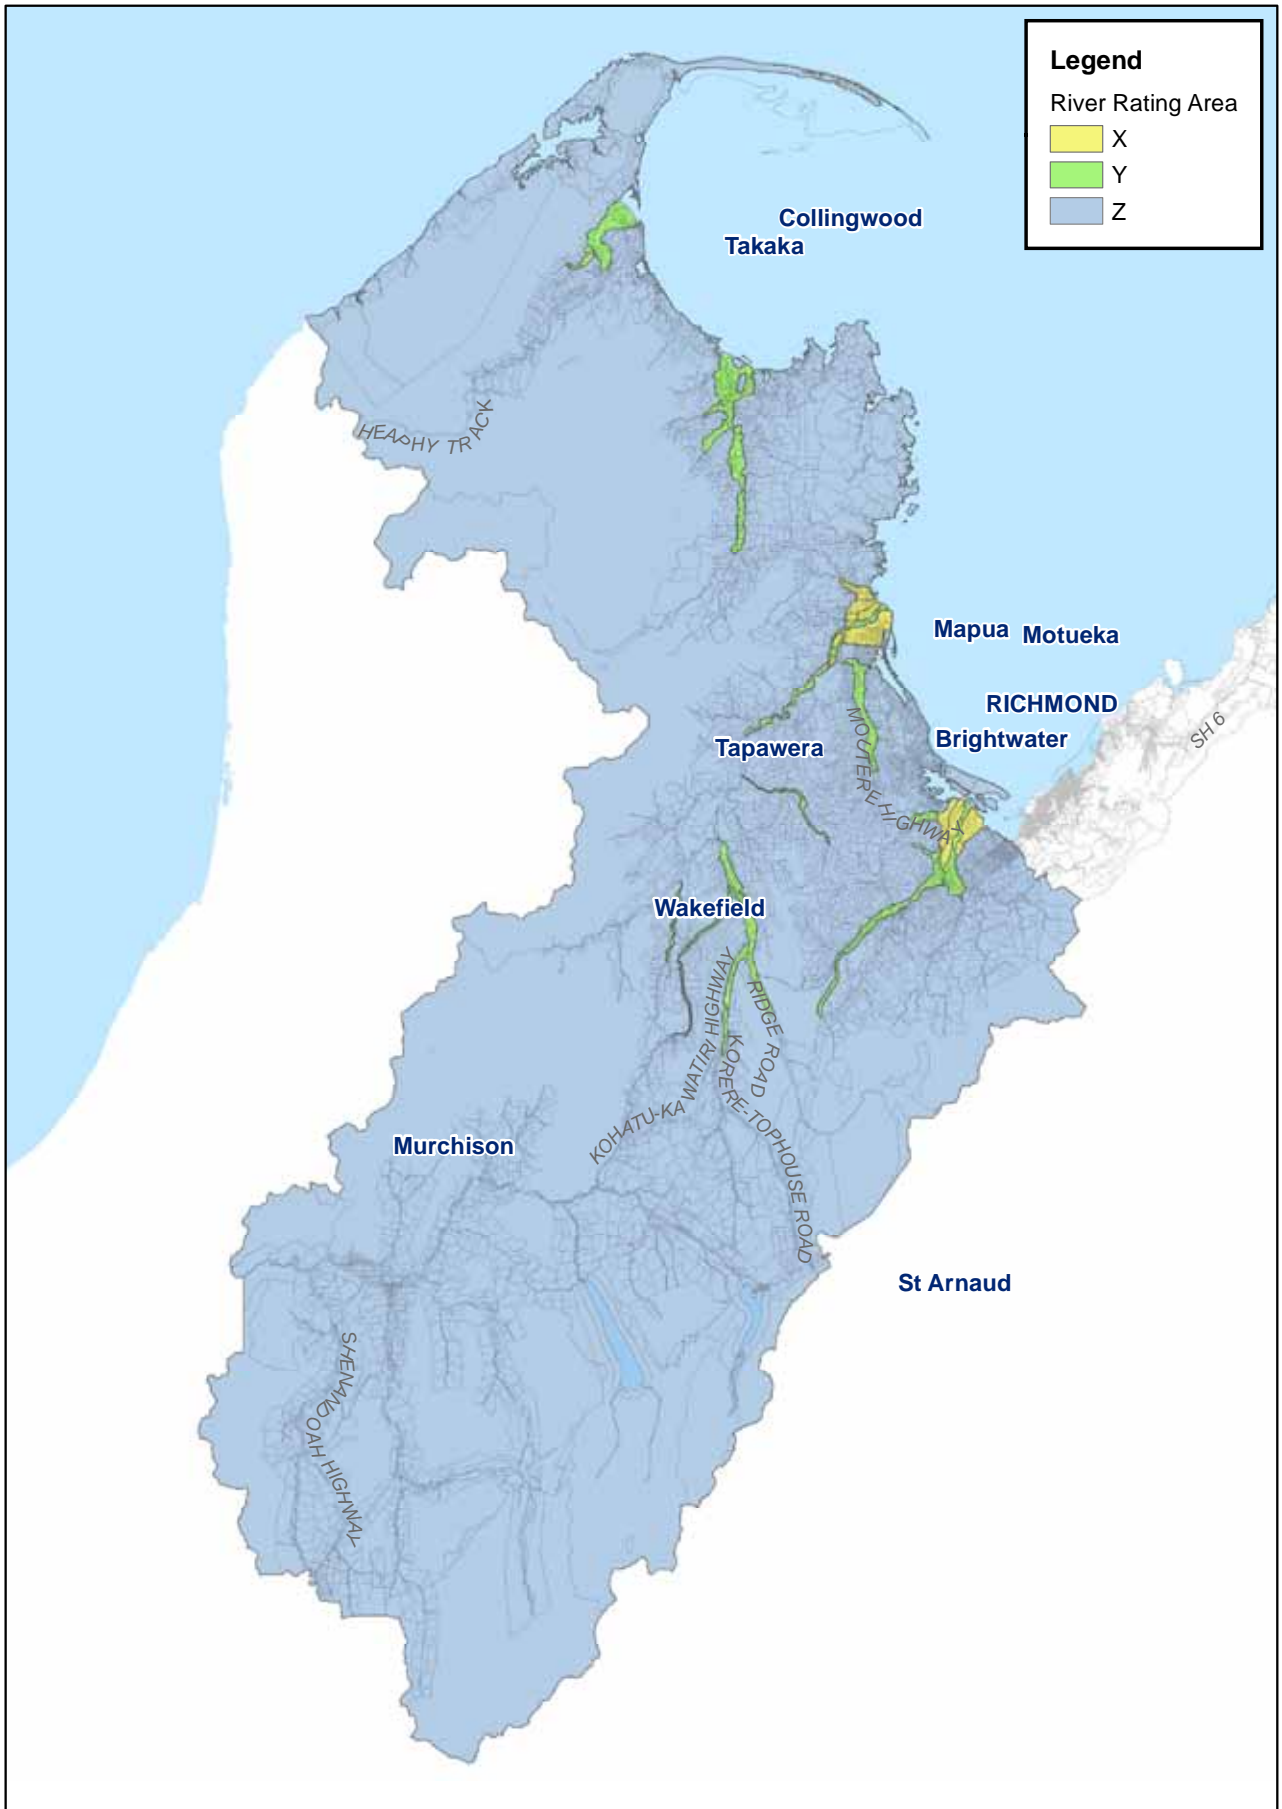 Legend
River Rating Area
X
Y
Z
Collingwood
Takaka
HEAPHY TRACK
Mapua
Motueka
RICHMOND
SH 6
Brightwater
Tapawera
MOUTERE HIGHWAY
Wakefield
KOHATU-KAWATIRI HIGHWAY
RIDGE ROAD
KORERE-TOPHOUSE ROAD
Murchison
St Arnaud
SHENANDOAH HIGHWAY